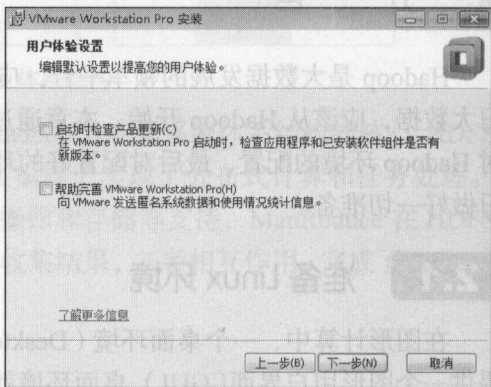 VMware Workstation Pro 安装
用户体验设置
编辑默认设置以提高您的用户体验。
启动时检查产品更新(C)
在 VMware Workstation Pro 启动时，检查应用程序和已安装软件组件是否有
新版本。
帮助完善 VMware Workstation Pro(H)
向 VMware 发送匿名系统数据和使用情况统计信息。
了解更多信息
上一步(B) 下一步(N) 取消